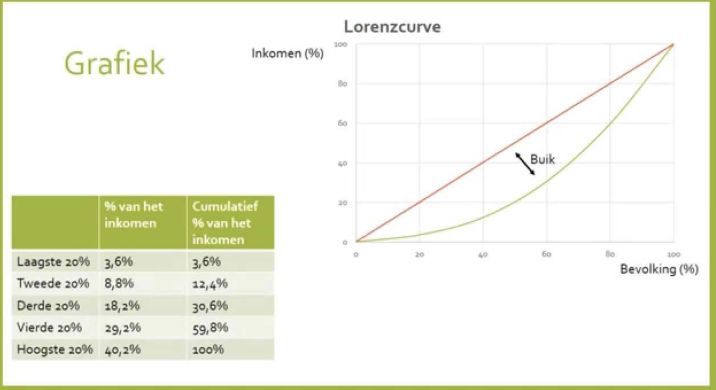 Grafiek
Lorenzcurve
Inkomen (%)
100
80
60
40
20
0
Buik
0 20 40 60 80 100
Bevolking (%)
% van het inkomen Cumulatief % van het inkomen
Laagste 20% 3,6% 3,6%
Tweede 20% 8,8% 12,4%
Derde 20% 18,2% 30,6%
Vierde 20% 29,2% 59,8%
Hoogste 20% 40,2% 100%